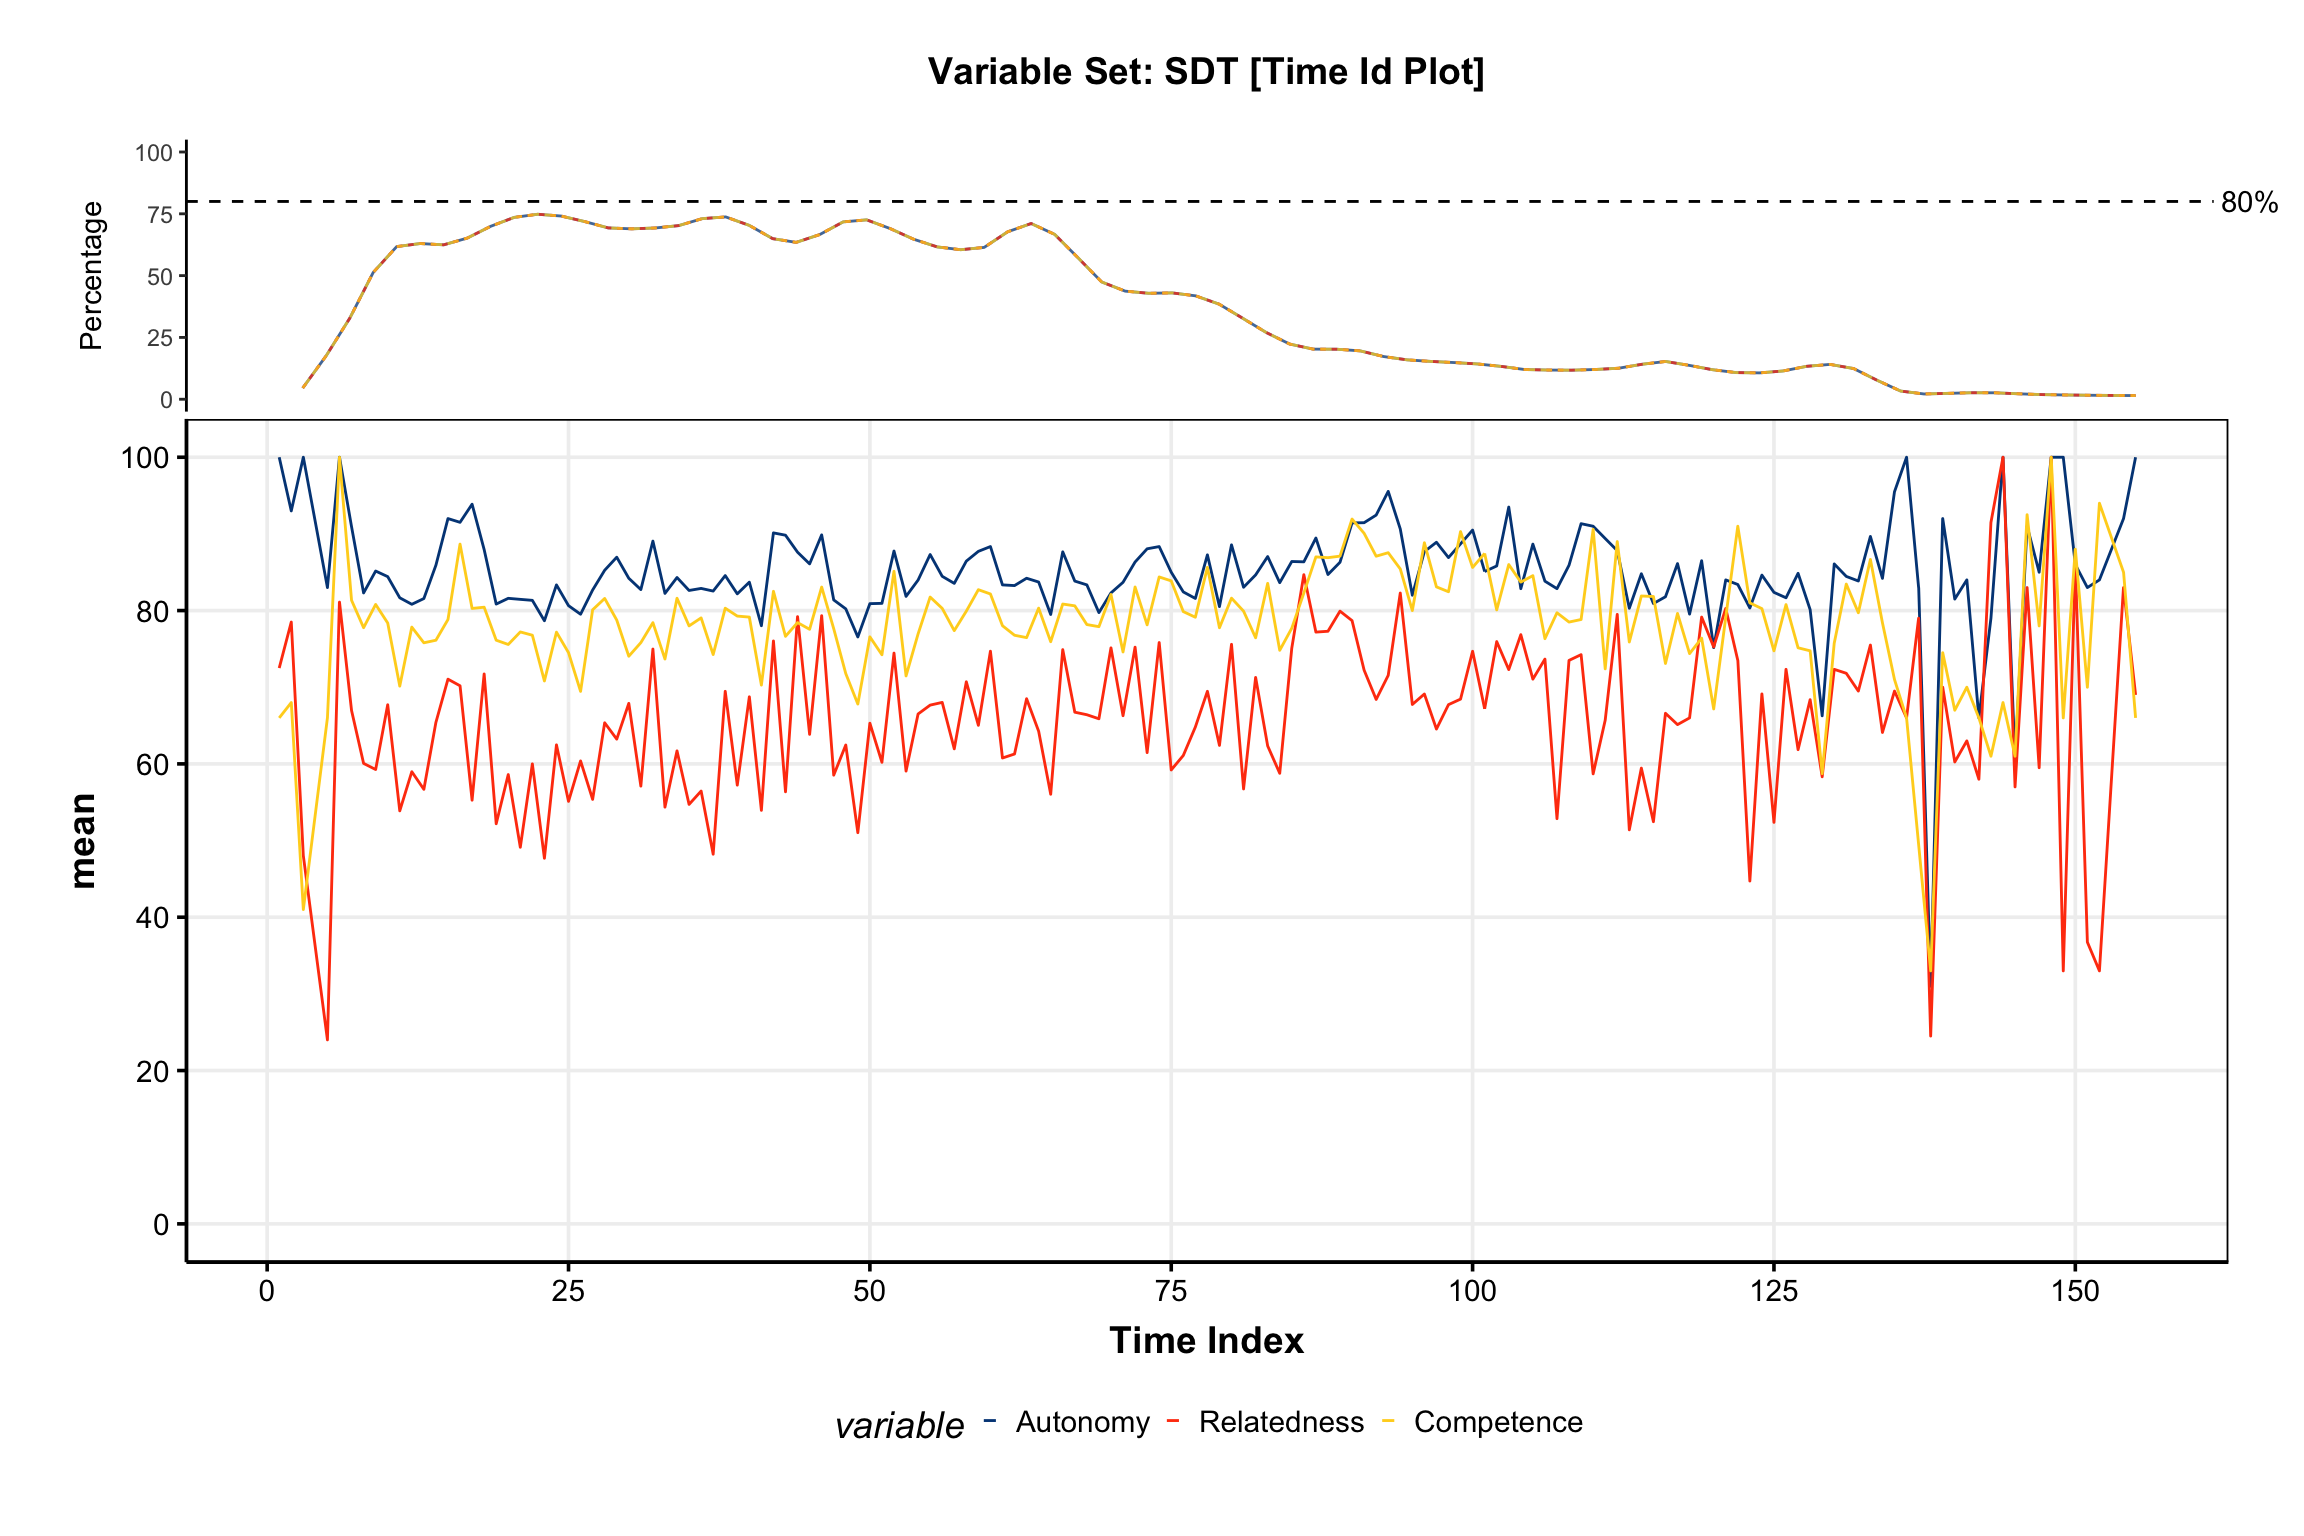 Variable Set: SDT [Time Id Plot]
Percentage
100
75
50
25
0
80%
mean
100
80
60
40
20
0
0 25 50 75 100 125 150
Time Index
variable Autonomy Relatedness Competence